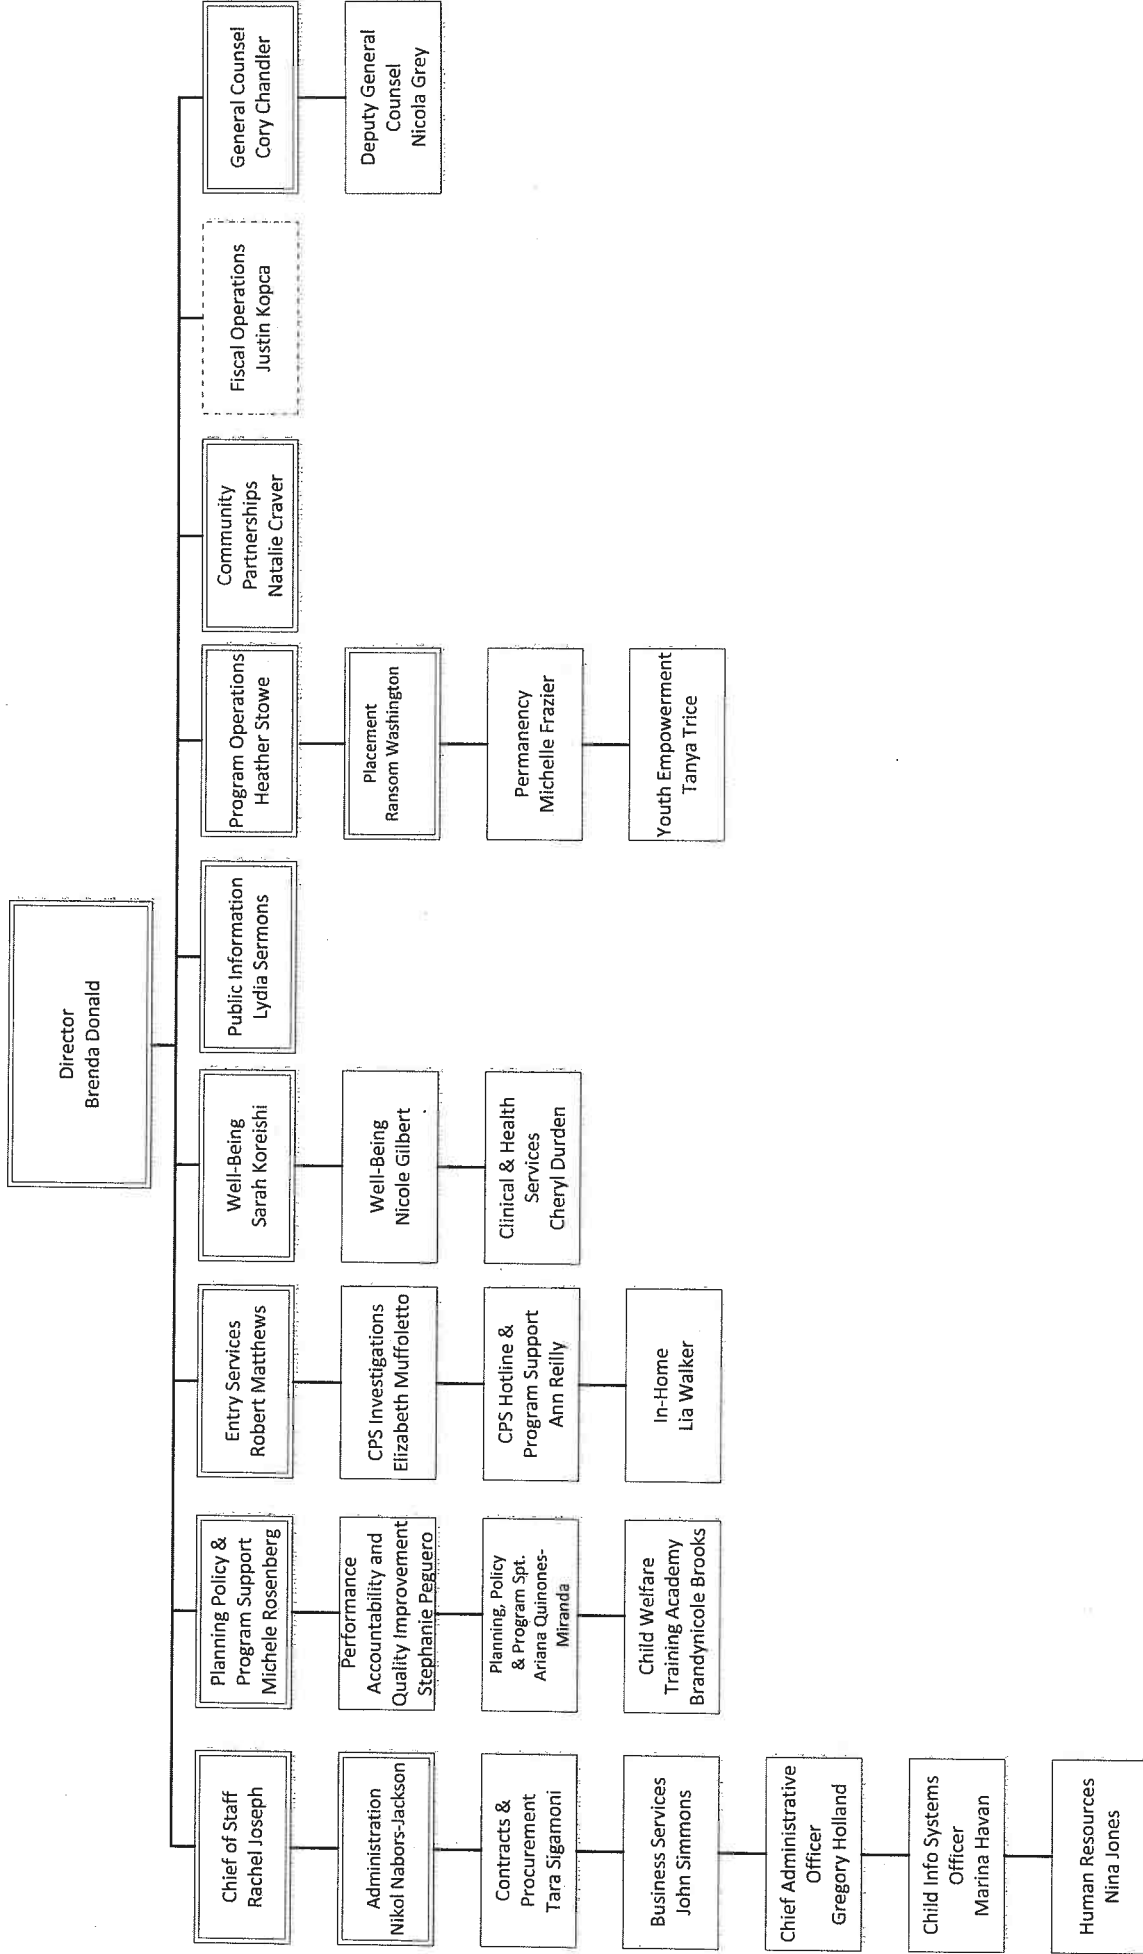 Director
Brenda Donald
Chief of Staff
Rachel Joseph
Administration
Nikol Nabors-Jackson
Contracts &
Procurement
Tara Sigamoni
Business Services
John Simmons
Chief Administrative
Officer
Gregory Holland
Child Info Systems
Officer
Marina Havan
Human Resources
Nina Jones
Planning Policy &
Program Support
Michele Rosenberg
Performance
Accountability and
Quality Improvement
Stephanie Peguero
Planning, Policy
& Program Spt.
Ariana Quinones-
Miranda
Child Welfare
Training Academy
Brandynicole Brooks
Entry Services
Robert Matthews
CPS Investigations
Elizabeth Muffoletto
CPS Hotline &
Program Support
Ann Reilly
In-Home
Lia Walker
Well-Being
Sarah Koreishi
Well-Being
Nicole Gilbert
Clinical & Health
Services
Cheryl Durden
Public Information
Lydia Sermons
Program Operations
Heather Stowe
Placement
Ransom Washington
Permanency
Michelle Frazier
Youth Empowerment
Tanya Trice
Community
Partnerships
Natalie Craver
Fiscal Operations
Justin Kopca
General Counsel
Cory Chandler
Deputy General
Counsel
Nicola Grey